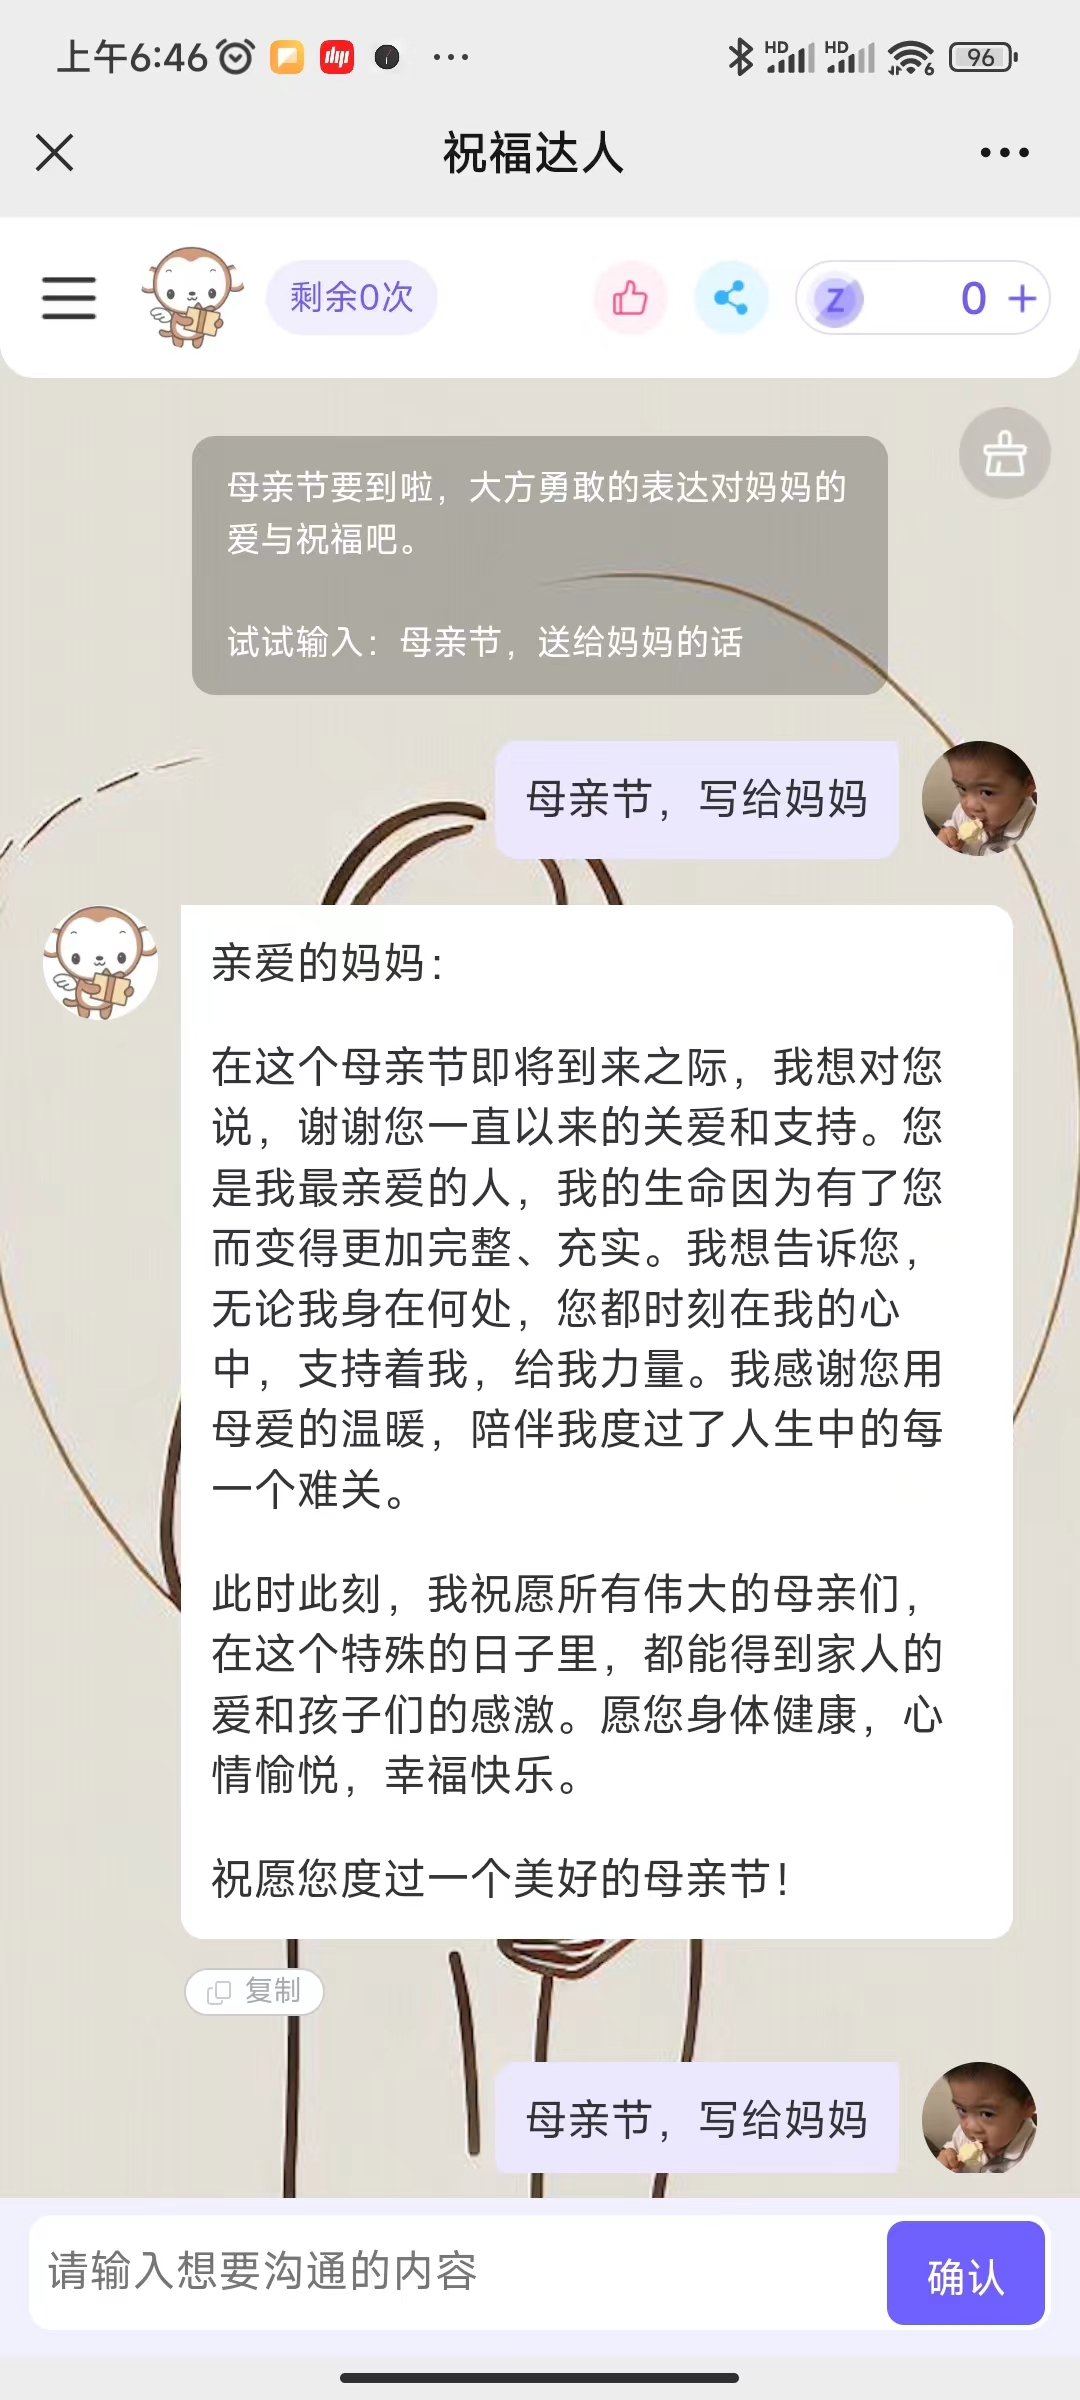 上午6:46
HD
HD
6
96
祝福达人
剩余0次
Z
0 +
母亲节要到啦，大方勇敢的表达对妈妈的
爱与祝福吧。
试试输入：母亲节，送给妈妈的话
母亲节，写给妈妈
亲爱的妈妈：
在这个母亲节即将到来之际，我想对您
说，谢谢您一直以来的关爱和支持。您
是我最亲爱的人，我的生命因为有了您
而变得更加完整、充实。我想告诉您，
无论我身在何处，您都时刻在我的心
中，支持着我，给我力量。我感谢您用
母爱的温暖，陪伴我度过了人生中的每
一个难关。
此时此刻，我祝愿所有伟大的母亲们，
在这个特殊的日子里，都能得到家人的
爱和孩子们的感激。愿您身体健康，心
情愉悦，幸福快乐。
祝愿您度过一个美好的母亲节！
复制
母亲节，写给妈妈
请输入想要沟通的内容
确认